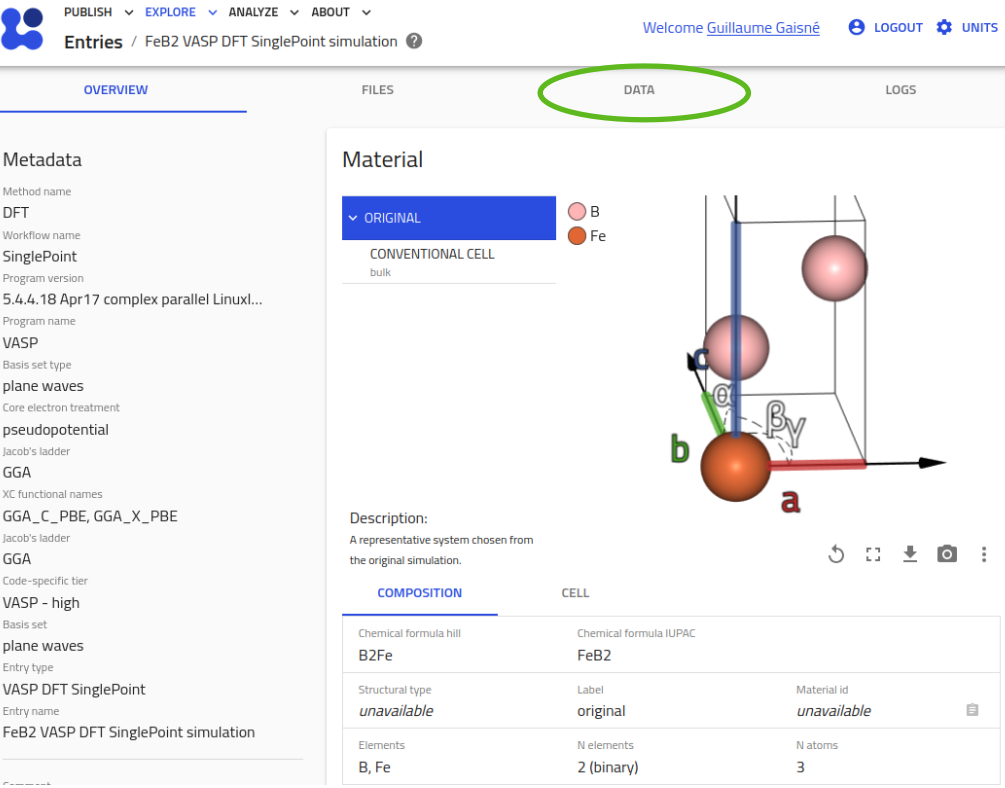 PUBLISH EXPLORE ANALYZE ABOUT
Entries / FeB2 VASP DFT SinglePoint simulation ?
Welcome Guillaume Gaisné LOGOUT UNITS
OVERVIEW FILES DATA LOGS
Metadata
Method name
DFT
Workflow name
SinglePoint
Program version
5.4.4.18 Apr17 complex parallel Linuxl...
Program name
VASP
Basis set type
plane waves
Core electron treatment
pseudopotential
Jacob's ladder
GGA
XC functional names
GGA_C_PBE, GGA_X_PBE
Jacob's ladder
GGA
Code-specific tier
VASP - high
Basis set
plane waves
Entry type
VASP DFT SinglePoint
Entry name
FeB2 VASP DFT SinglePoint simulation
Comment
Material
ORIGINAL
CONVENTIONAL CELL
bulk
B
Fe
c
α
β
γ
b
a
Description:
A representative system chosen from
the original simulation.
COMPOSITION CELL
Chemical formula hill Chemical formula IUPAC
B2Fe FeB2
Structural type Label Material id
unavailable original unavailable
Elements N elements N atoms
B, Fe 2 (binary) 3